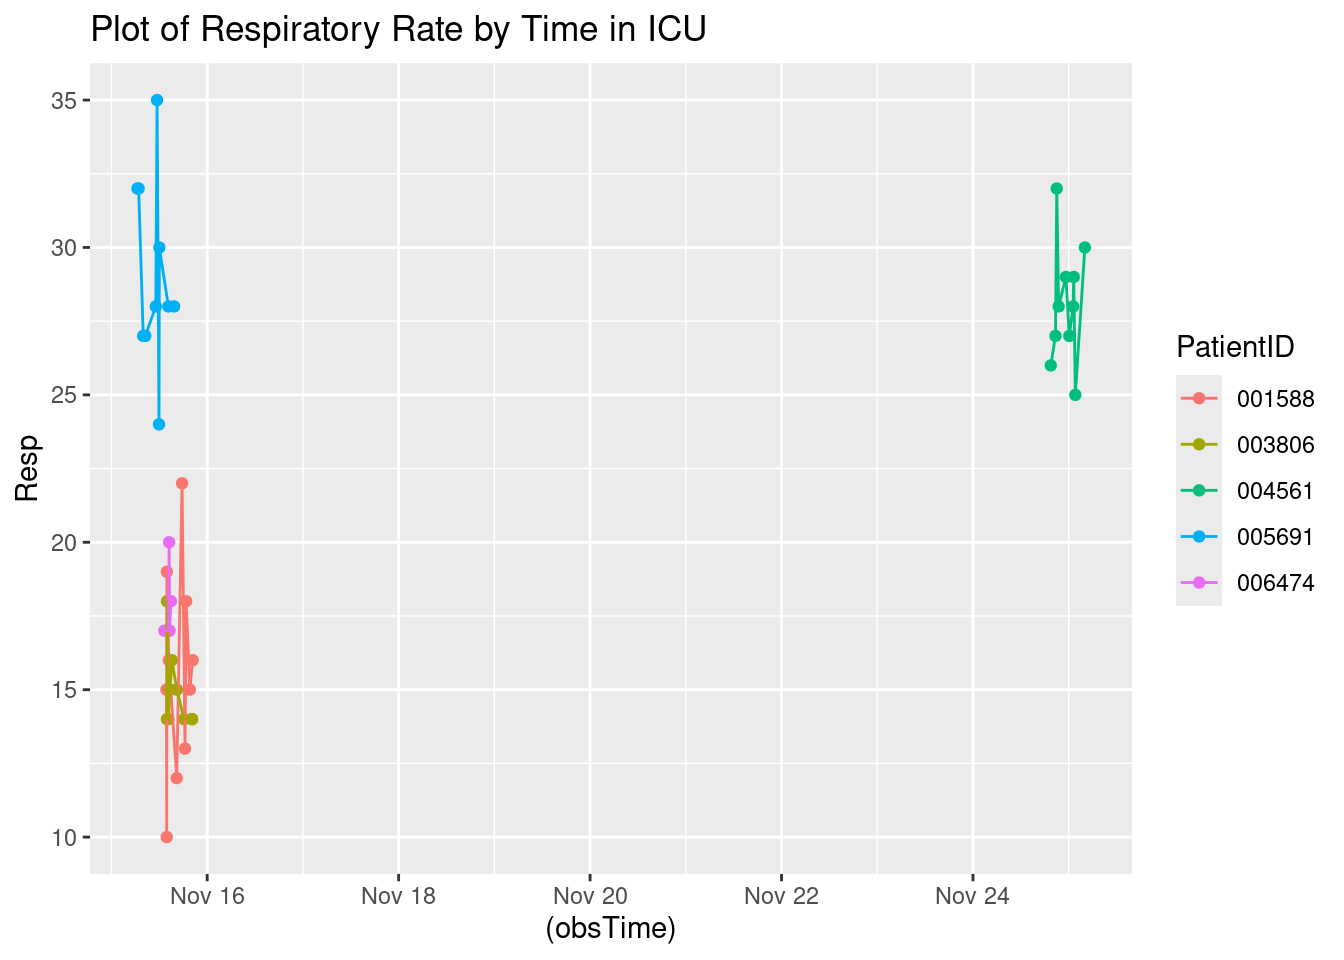 Plot of Respiratory Rate by Time in ICU
35
30
25
20
15
10
Resp
Nov 16
Nov 18
Nov 20
Nov 22
Nov 24
(obsTime)
PatientID
001588
003806
004561
005691
006474